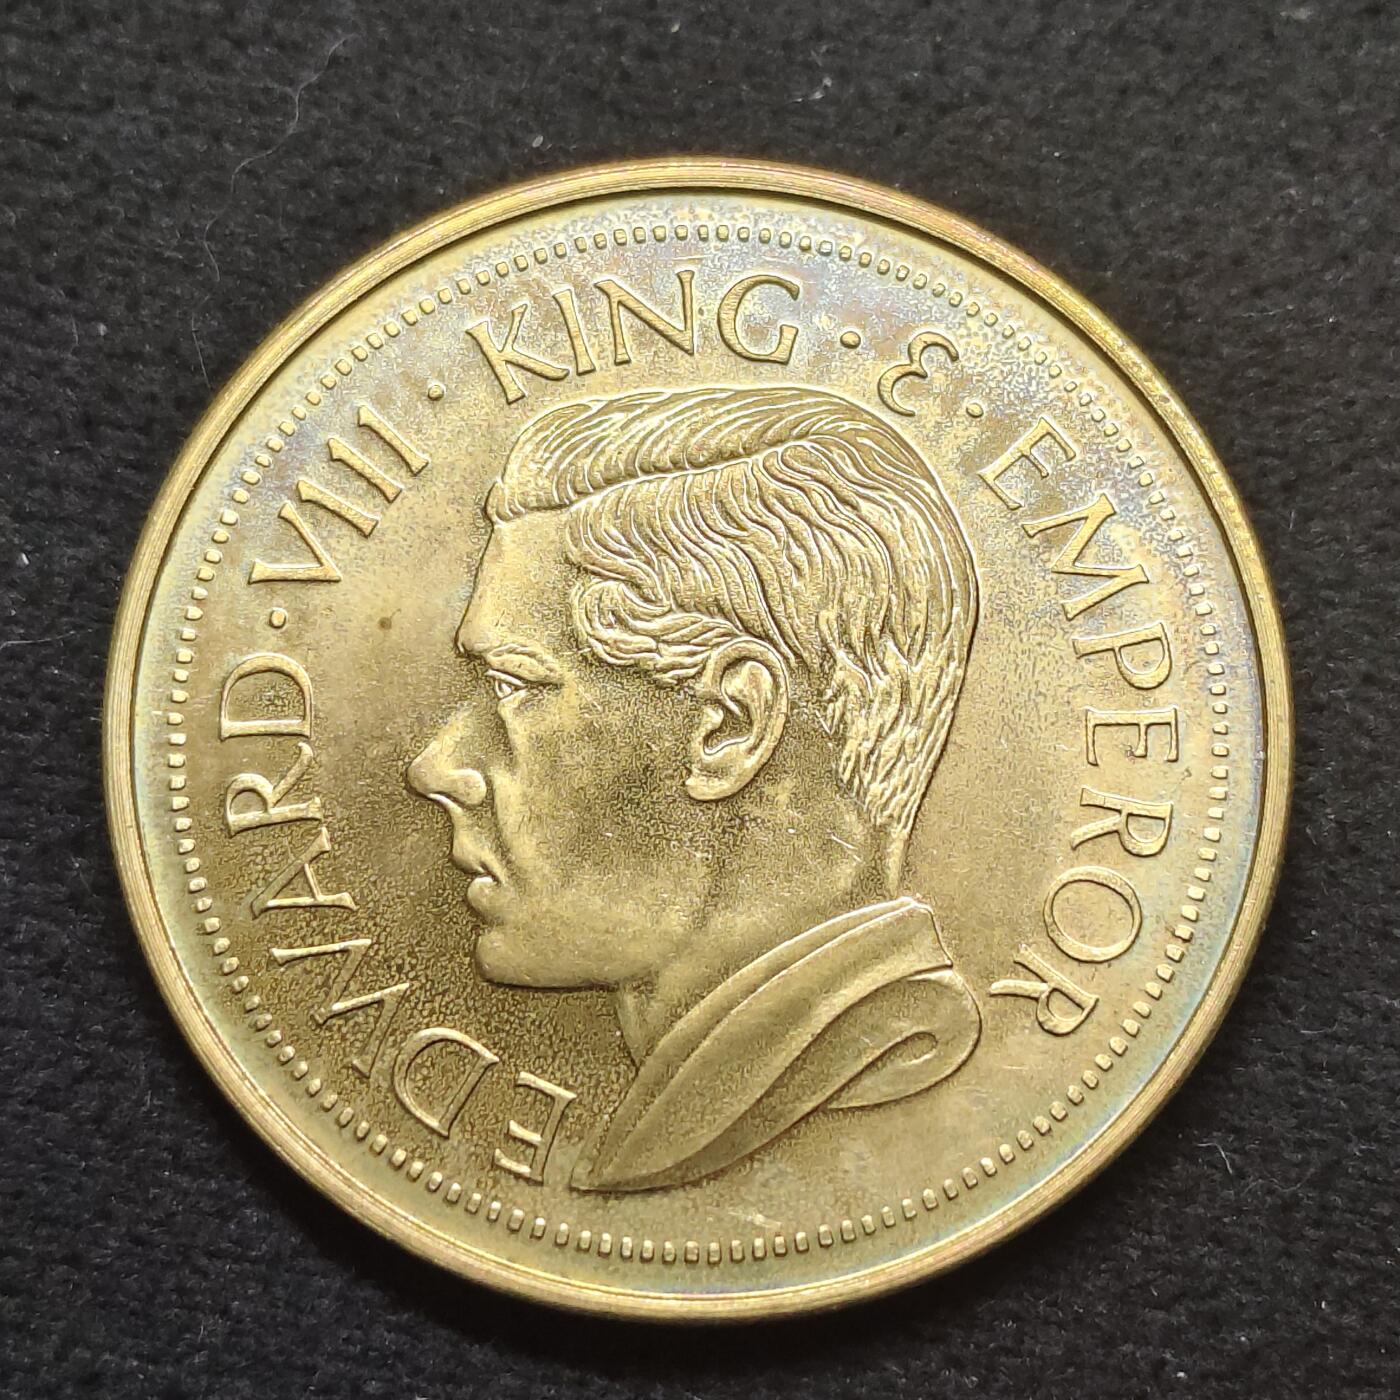 EDWARD · VIII · KING · & · EMPEROR